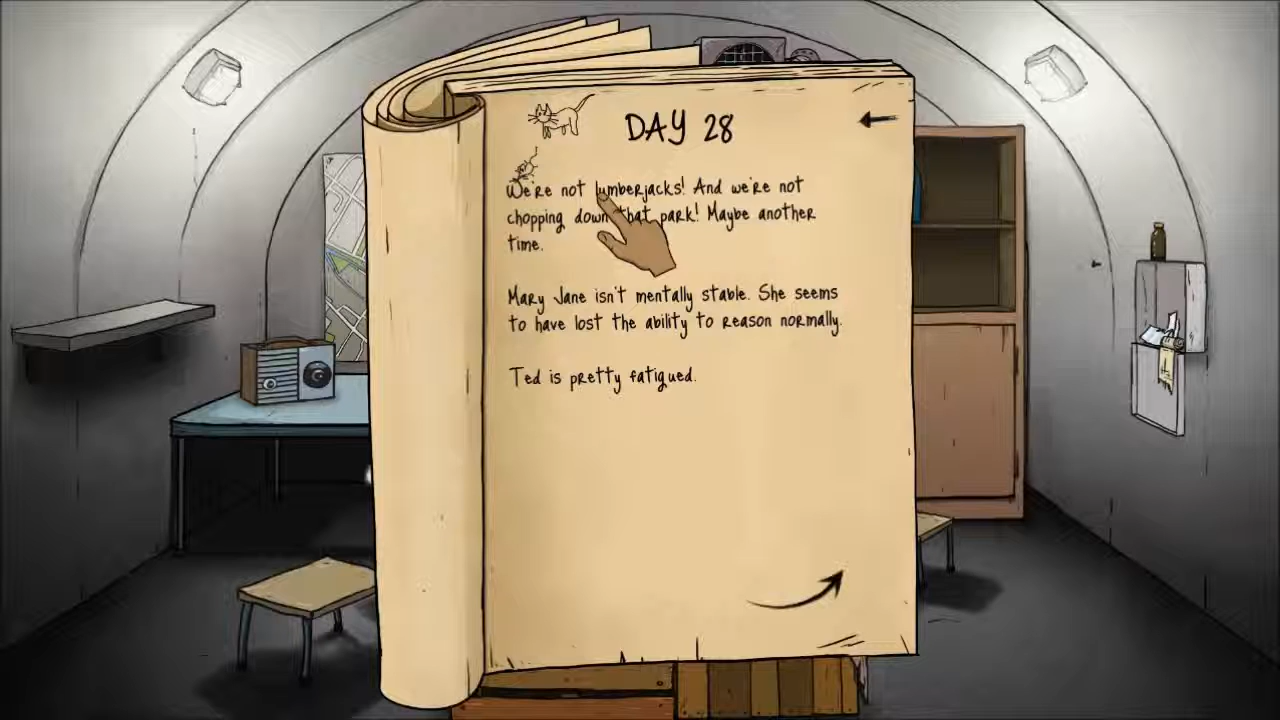 DAY 28
We're not lumberjacks! And we're not
chopping down that park! Maybe another
time.
Mary Jane isn't mentally stable. She seems
to have lost the ability to reason normally.
Ted is pretty fatigued.